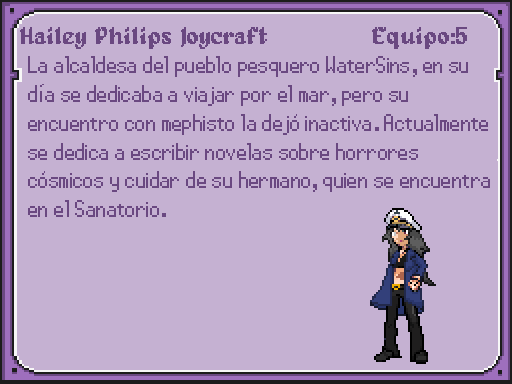 Hailey Philips Joycraft Equipo:5
La alcaldesa del pueblo pesquero WaterSins, en su
día se dedicaba a viajar por el mar, pero su
encuentro con mephisto la dejó inactiva. Actualmente
se dedica a escribir novelas sobre horrores
cósmicos y cuidar de su hermano, quien se encuentra
en el Sanatorio.